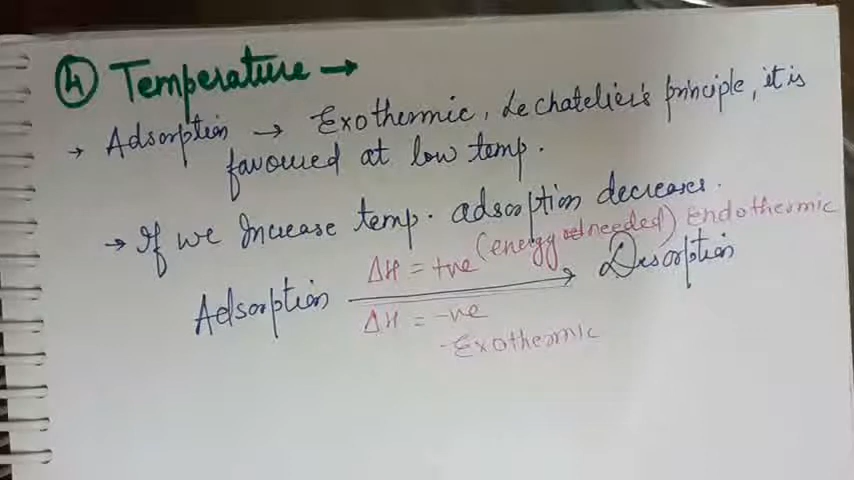 ④ Temperature →
→ Adsorption → Exothermic, Le chatelier's principle, it is
favoured at low temp.
→ If we Increase temp. adsorption decreases.
ΔH = +ve (energy needed) Endothermic
Adsorption → Desorption
ΔH = -ve
Exothermic